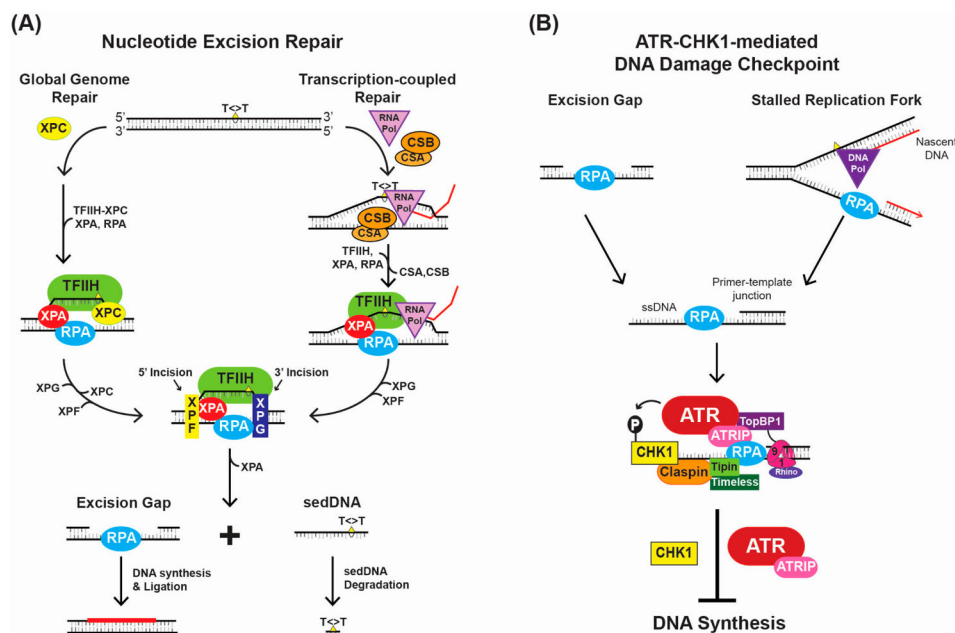 (A)
Nucleotide Excision Repair
Global Genome
Repair
Transcription-coupled
Repair
XPC
5'
3'
T<>T
3'
5'
RNA
Pol
CSB
CSA
TFIIH-XPC
XPA, RPA
T<>T
RNA
Pol
CSB
CSA
TFIIH,
XPA, RPA
CSA,CSB
TFIIH
XPA
XPC
RPA
TFIIH
RNA
Pol
XPA
RPA
XPG
XPC
XPF
5' Incision
3' Incision
TFIIH
XPF
XPA
RPA
XPG
XPG
XPF
XPA
Excision Gap
RPA
+
sedDNA
T<>T
DNA synthesis
& Ligation
sedDNA
Degradation
T<>T
(B)
ATR-CHK1-mediated
DNA Damage Checkpoint
Excision Gap
Stalled Replication Fork
RPA
DNA
Pol
Nascent
DNA
RPA
Primer-template
junction
ssDNA
RPA
P
ATR
ATRIP
TopBP1
CHK1
RPA
9
1
1
Claspin
Tipin
Timeless
Rhino
CHK1
ATR
ATRIP
DNA Synthesis